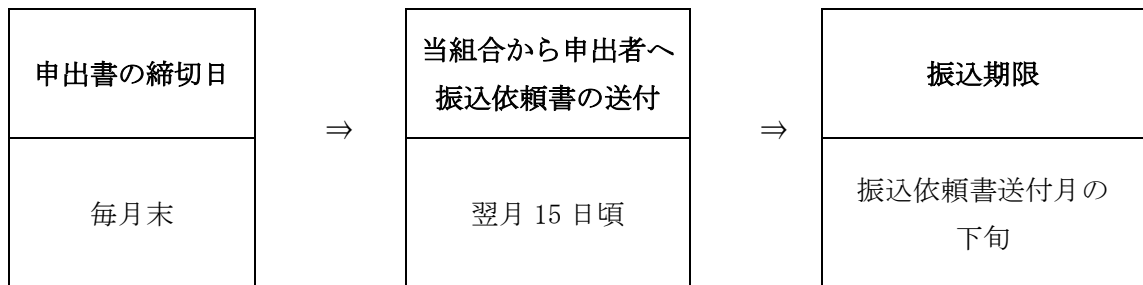 申出書の締切日
⇒
当組合から申出者へ
振込依頼書の送付
⇒
振込期限
毎月末
翌月 15 日頃
振込依頼書送付月の
下旬